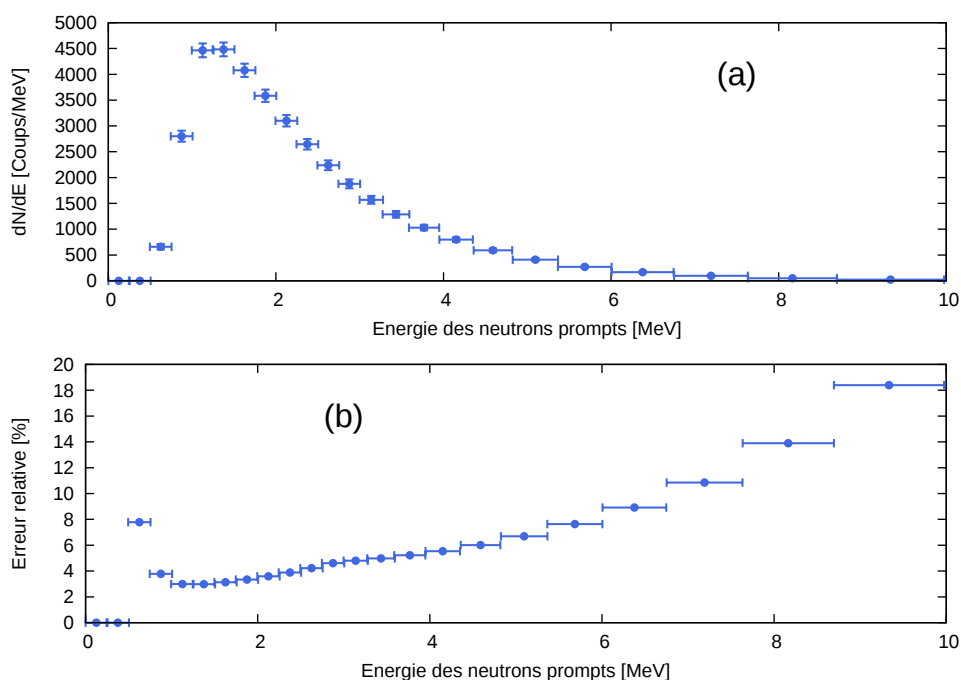 5000
4500
4000
3500
3000
2500
2000
1500
1000
500
0
dN/dE [Coups/MeV]
(a)
0 2 4 6 8 10
Energie des neutrons prompts [MeV]
20
18
16
14
12
10
8
6
4
2
0
Erreur relative [%]
(b)
0 2 4 6 8 10
Energie des neutrons prompts [MeV]